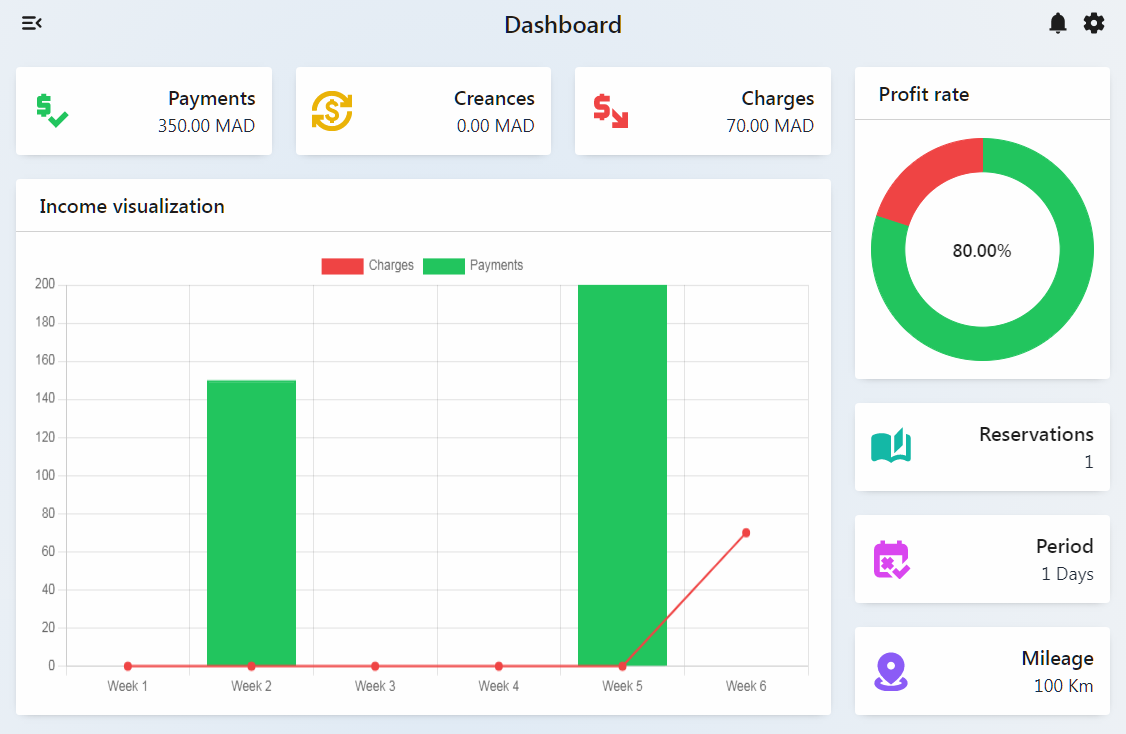 Dashboard
Payments
350.00 MAD
Creances
0.00 MAD
Charges
70.00 MAD
Profit rate
80.00%
Income visualization
Charges Payments
200
180
160
140
120
100
80
60
40
20
0
Week 1 Week 2 Week 3 Week 4 Week 5 Week 6
Reservations
1
Period
1 Days
Mileage
100 Km